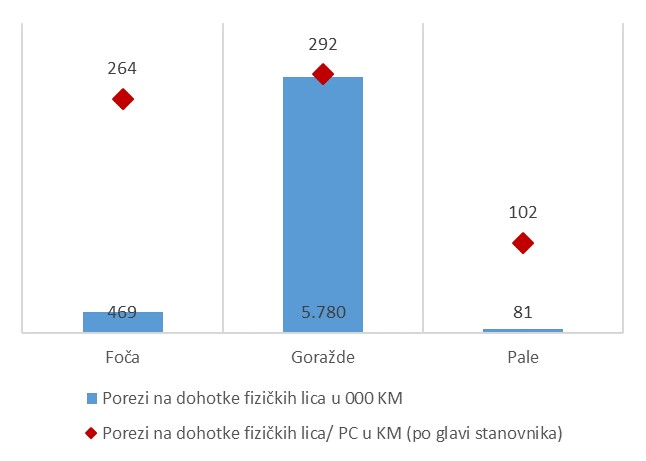 292
264
102
469
5.780
81
Foča
Goražde
Pale
Porezi na dohotke fizičkih lica u 000 KM
Porezi na dohotke fizičkih lica/ PC u KM (po glavi stanovnika)